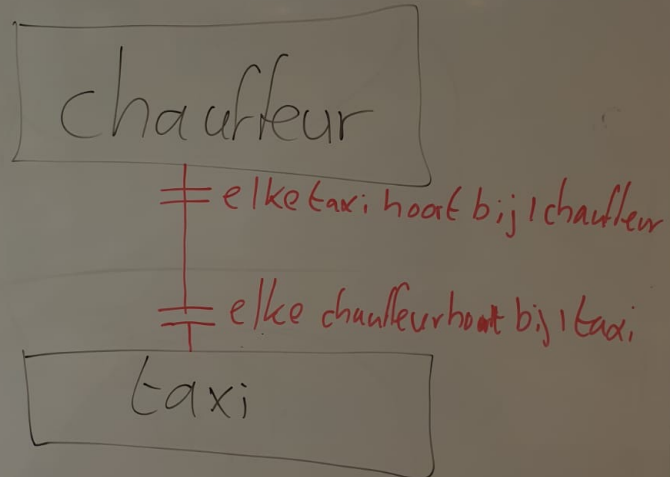 chauffeur
elke taxi hoort bij 1 chauffeur
elke chauffeur hoort bij 1 taxi
taxi